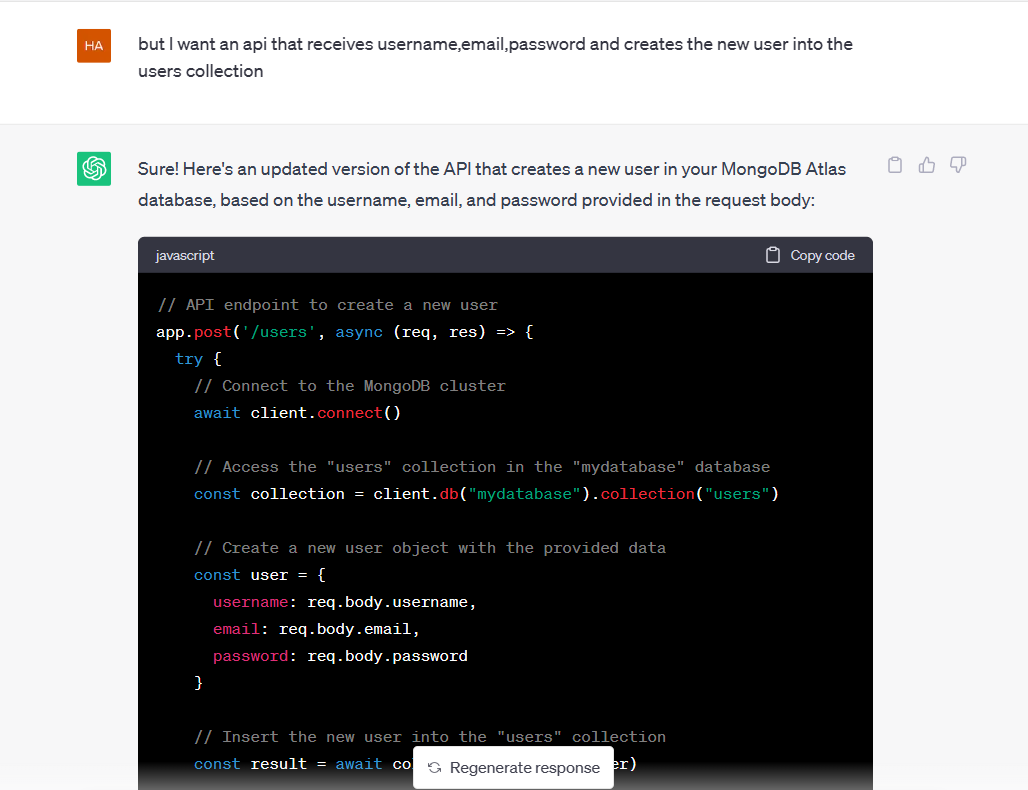 HA
but I want an api that receives username,email,password and creates the new user into the
users collection
Sure! Here's an updated version of the API that creates a new user in your MongoDB Atlas
database, based on the username, email, and password provided in the request body:
javascript
Copy code
// API endpoint to create a new user
app.post('/users', async (req, res) => {
try {
// Connect to the MongoDB cluster
await client.connect()
// Access the "users" collection in the "mydatabase" database
const collection = client.db("mydatabase").collection("users")
// Create a new user object with the provided data
const user = {
username: req.body.username,
email: req.body.email,
password: req.body.password
}
// Insert the new user into the "users" collection
const result = await co er)
Regenerate response